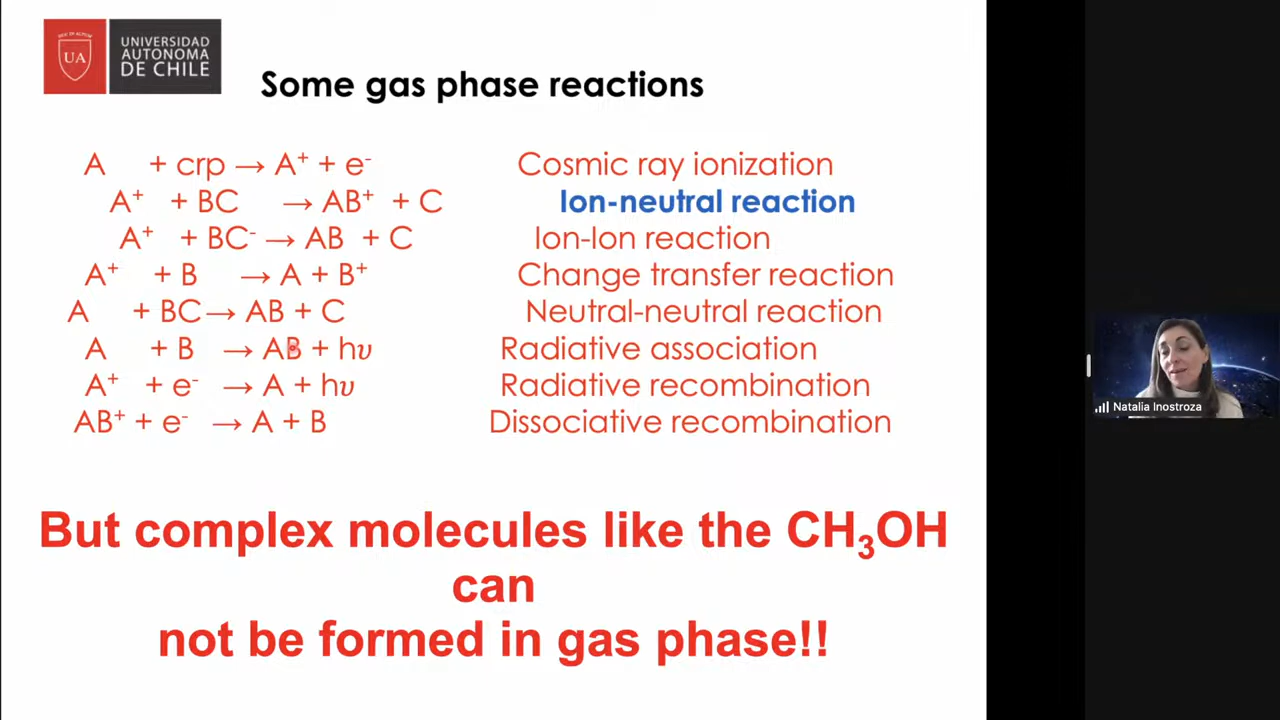 UA
UNIVERSIDAD
AUTONOMA
DE CHILE
Some gas phase reactions
A + crp → A⁺ + e⁻ Cosmic ray ionization
A⁺ + BC → AB⁺ + C Ion-neutral reaction
A⁺ + BC⁻ → AB + C Ion-Ion reaction
A⁺ + B → A + B⁺ Change transfer reaction
A + BC → AB + C Neutral-neutral reaction
A + B → AB + hυ Radiative association
A⁺ + e⁻ → A + hυ Radiative recombination
AB⁺ + e⁻ → A + B Dissociative recombination
But complex molecules like the CH₃OH
can
not be formed in gas phase!!
Natalia Inostroza